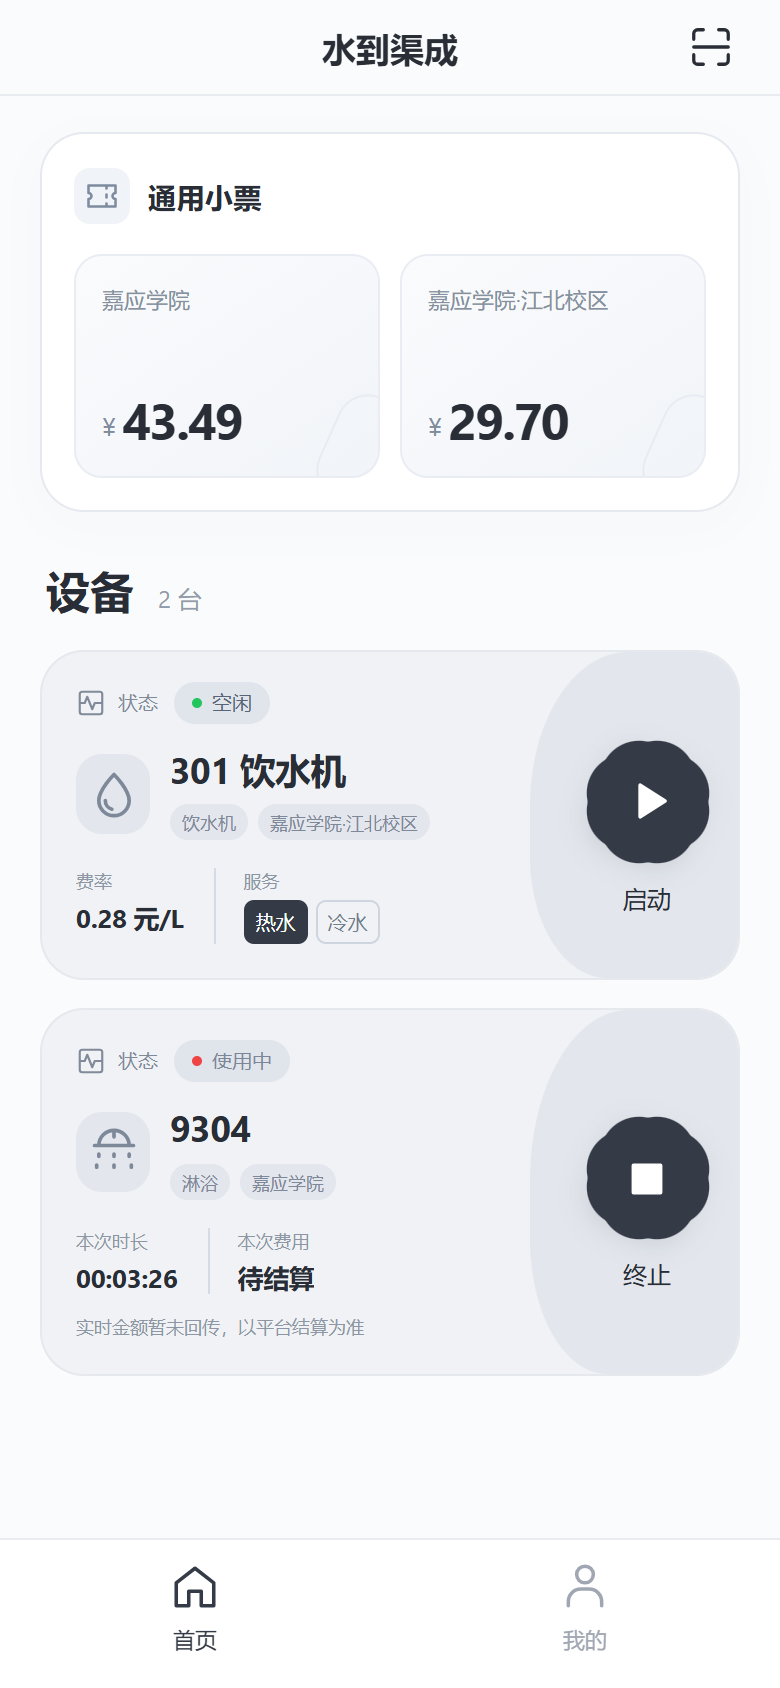 水到渠成
通用小票
嘉应学院
¥ 43.49
嘉应学院·江北校区
¥ 29.70
设备 2 台
状态 空闲
301 饮水机
饮水机 嘉应学院·江北校区
费率
0.28 元/L
服务
热水 冷水
启动
状态 使用中
9304
淋浴 嘉应学院
本次时长
00:03:26
本次费用
待结算
实时金额暂未回传，以平台结算为准
终止
首页
我的